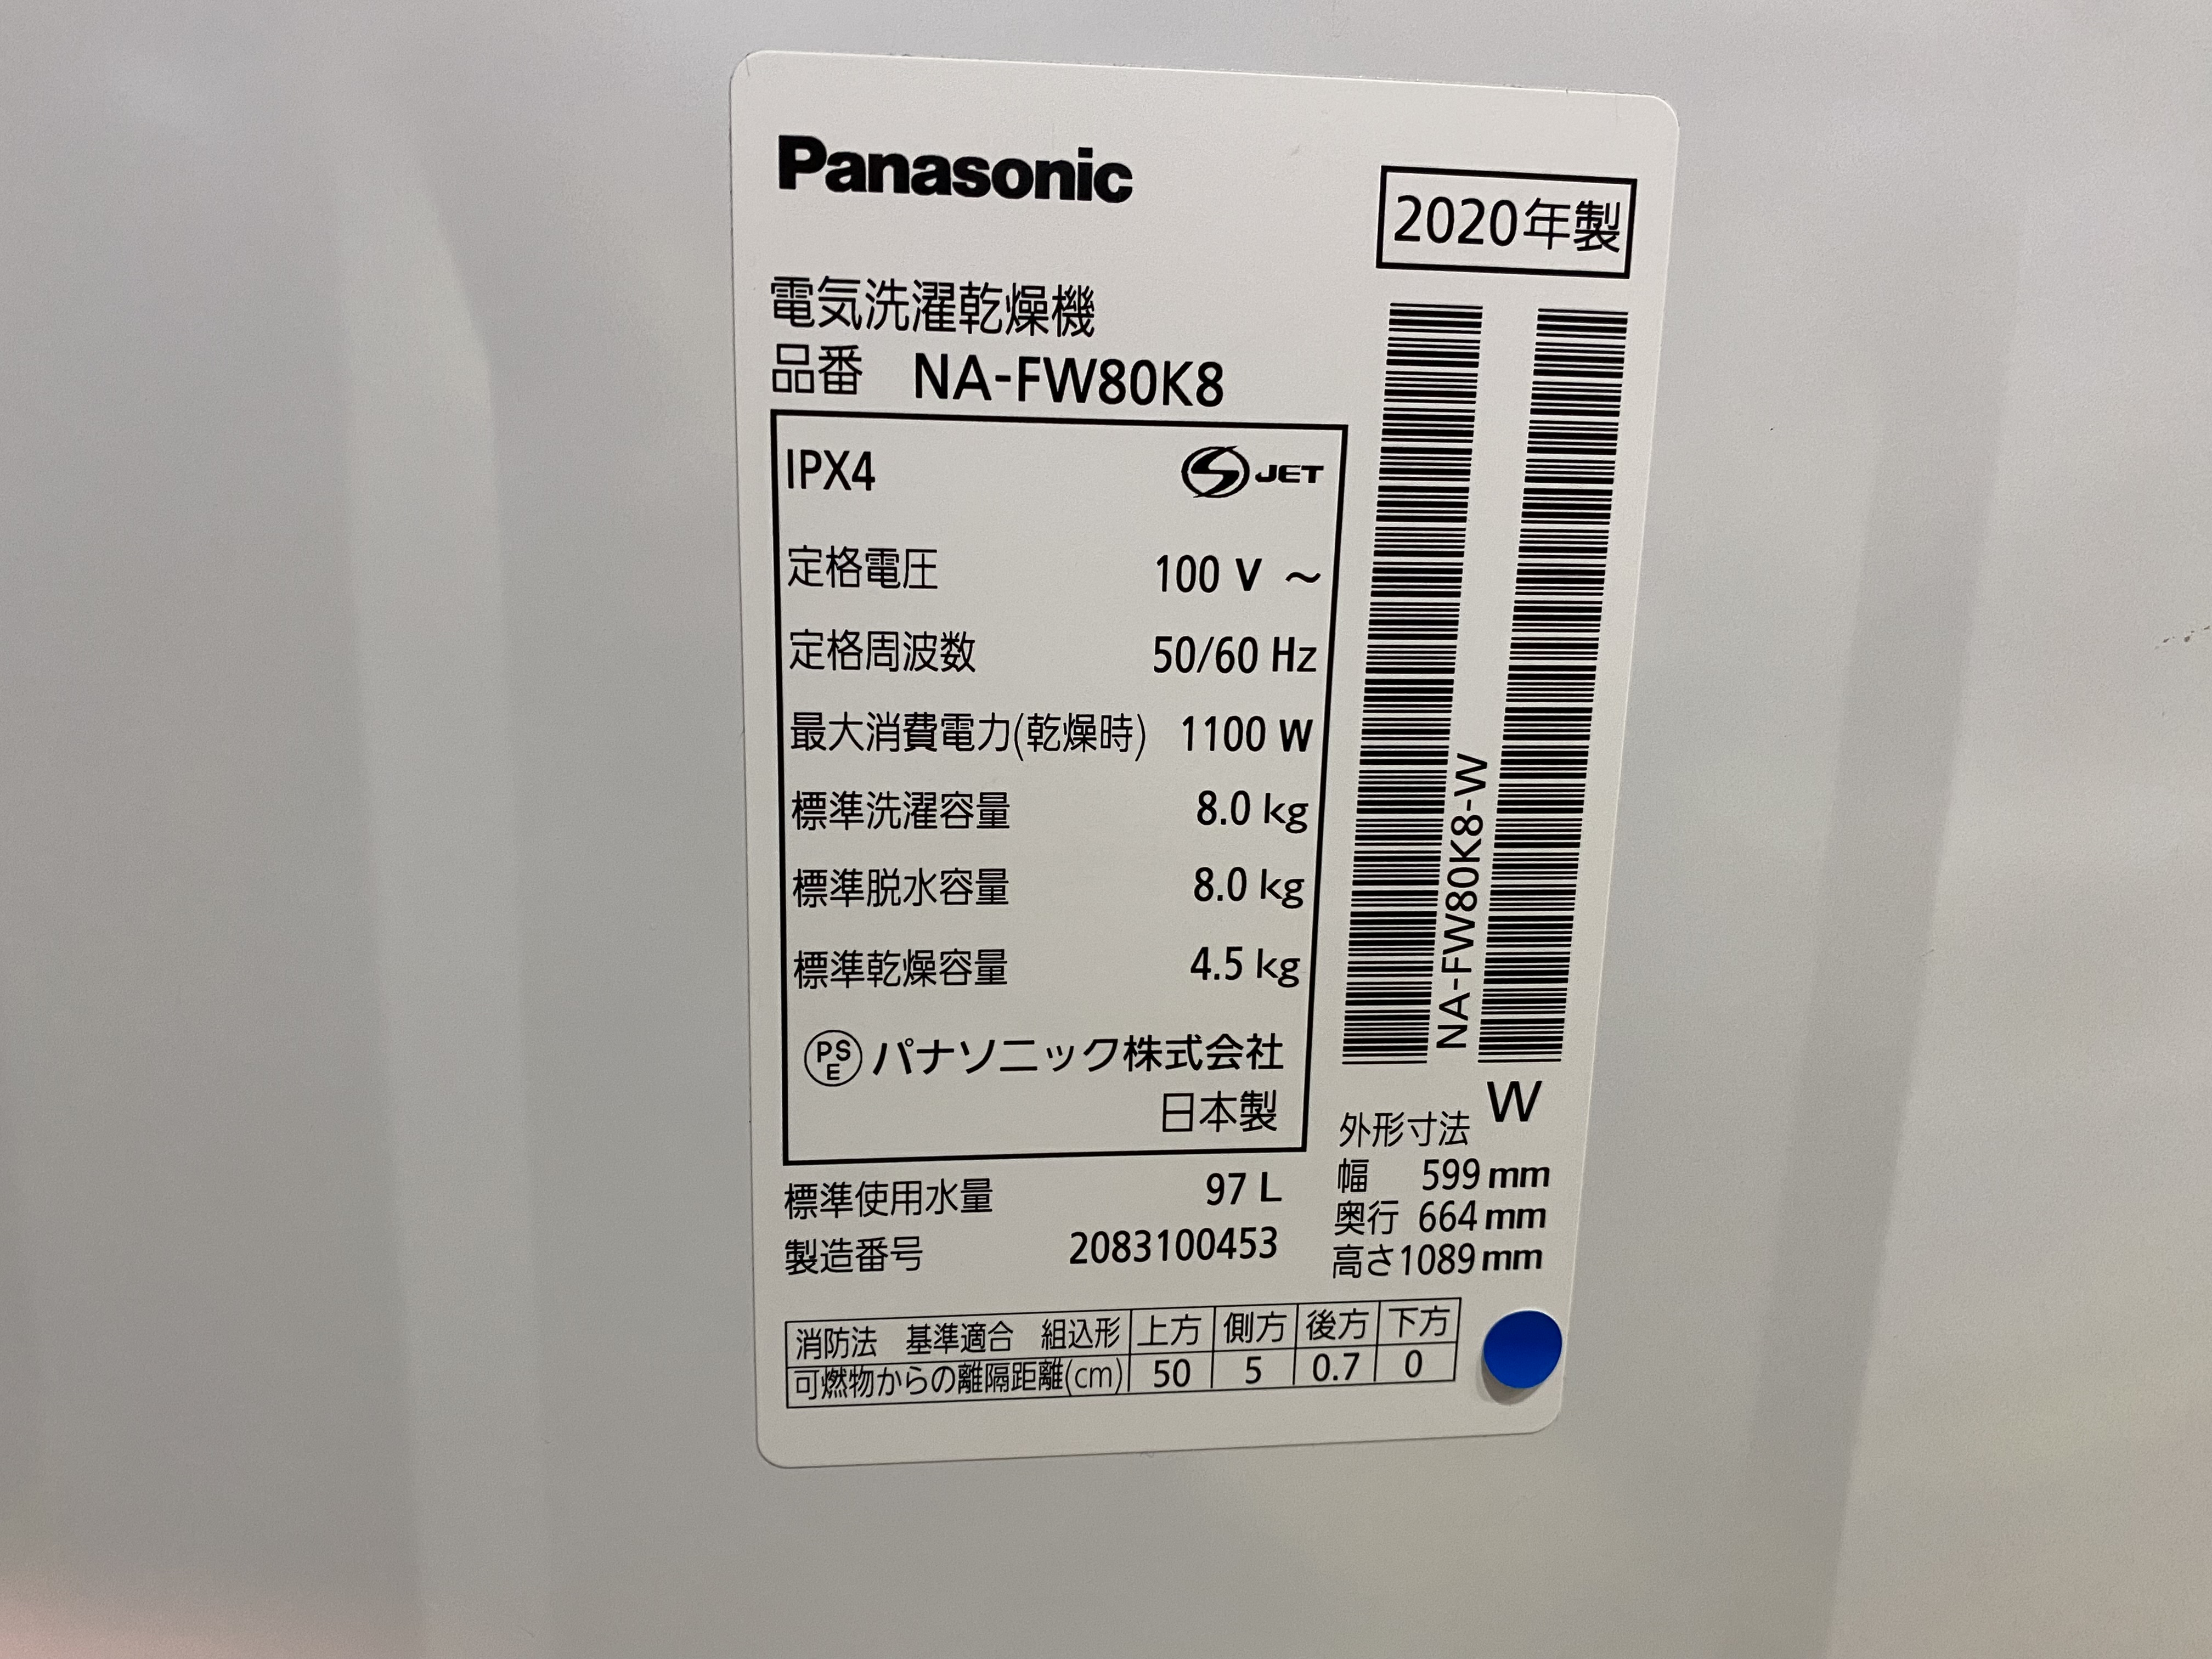 Panasonic
2020年製
電気洗濯乾燥機
品番 NA-FW80K8
IPX4 S JET
定格電圧 100 V ～
定格周波数 50/60 Hz
最大消費電力(乾燥時) 1100 W
標準洗濯容量 8.0 kg
標準脱水容量 8.0 kg
標準乾燥容量 4.5 kg
PS E パナソニック株式会社
日本製
標準使用水量 97 L
製造番号 2083100453
NA-FW80K8-W
W
外形寸法
幅 599 mm
奥行 664 mm
高さ1089 mm
消防法 基準適合 組込形 上方 側方 後方 下方
可燃物からの離隔距離(cm) 50 5 0.7 0